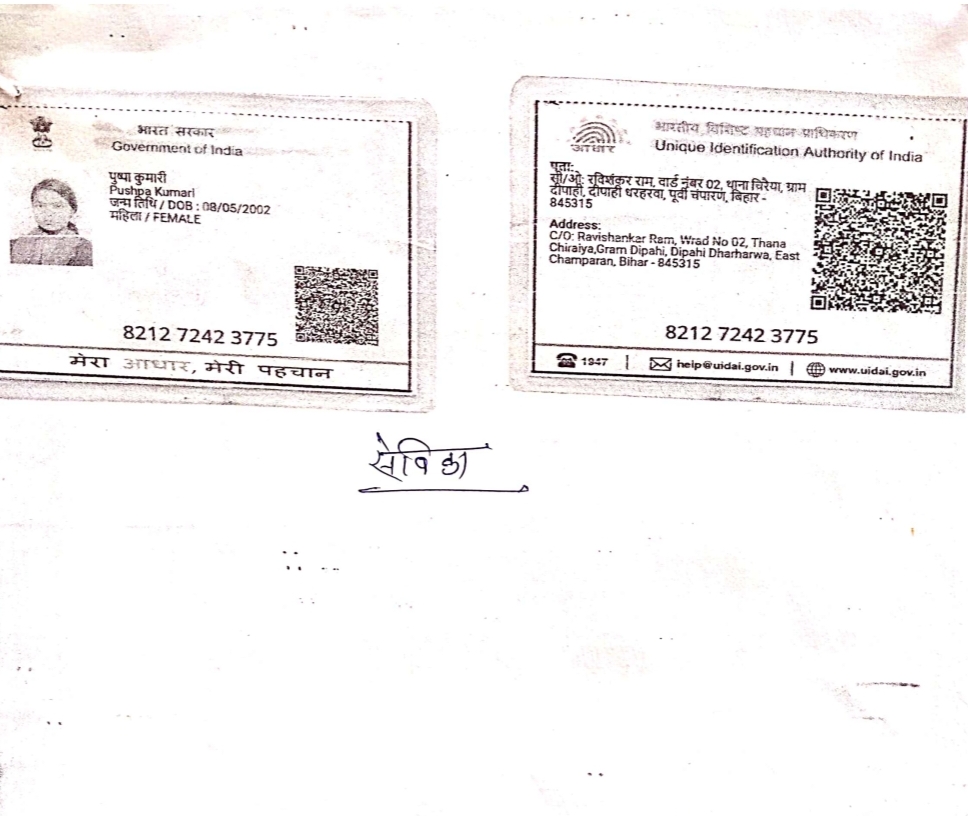 भारत सरकार
Government of India
पुष्पा कुमारी
Pushpa Kumari
जन्म तिथि / DOB : 08/05/2002
महिला / FEMALE
8212 7242 3775
मेरा आधार, मेरी पहचान
भारतीय विशिष्ट पहचान प्राधिकरण
Unique Identification Authority of India
आधार
पता:
सी/ओ: रविशंकर राम, वार्ड नंबर 02, थाना चिरैया, ग्राम
दीपाही, दीपाही धरहरवा, पूर्वी चंपारण, बिहार -
845315
Address:
C/O: Ravishankar Ram, Wrad No 02, Thana
Chiraiya,Gram Dipahi, Dipahi Dharharwa, East
Champaran, Bihar - 845315
8212 7242 3775
1947 | help@uidai.gov.in | www.uidai.gov.in
सेविका